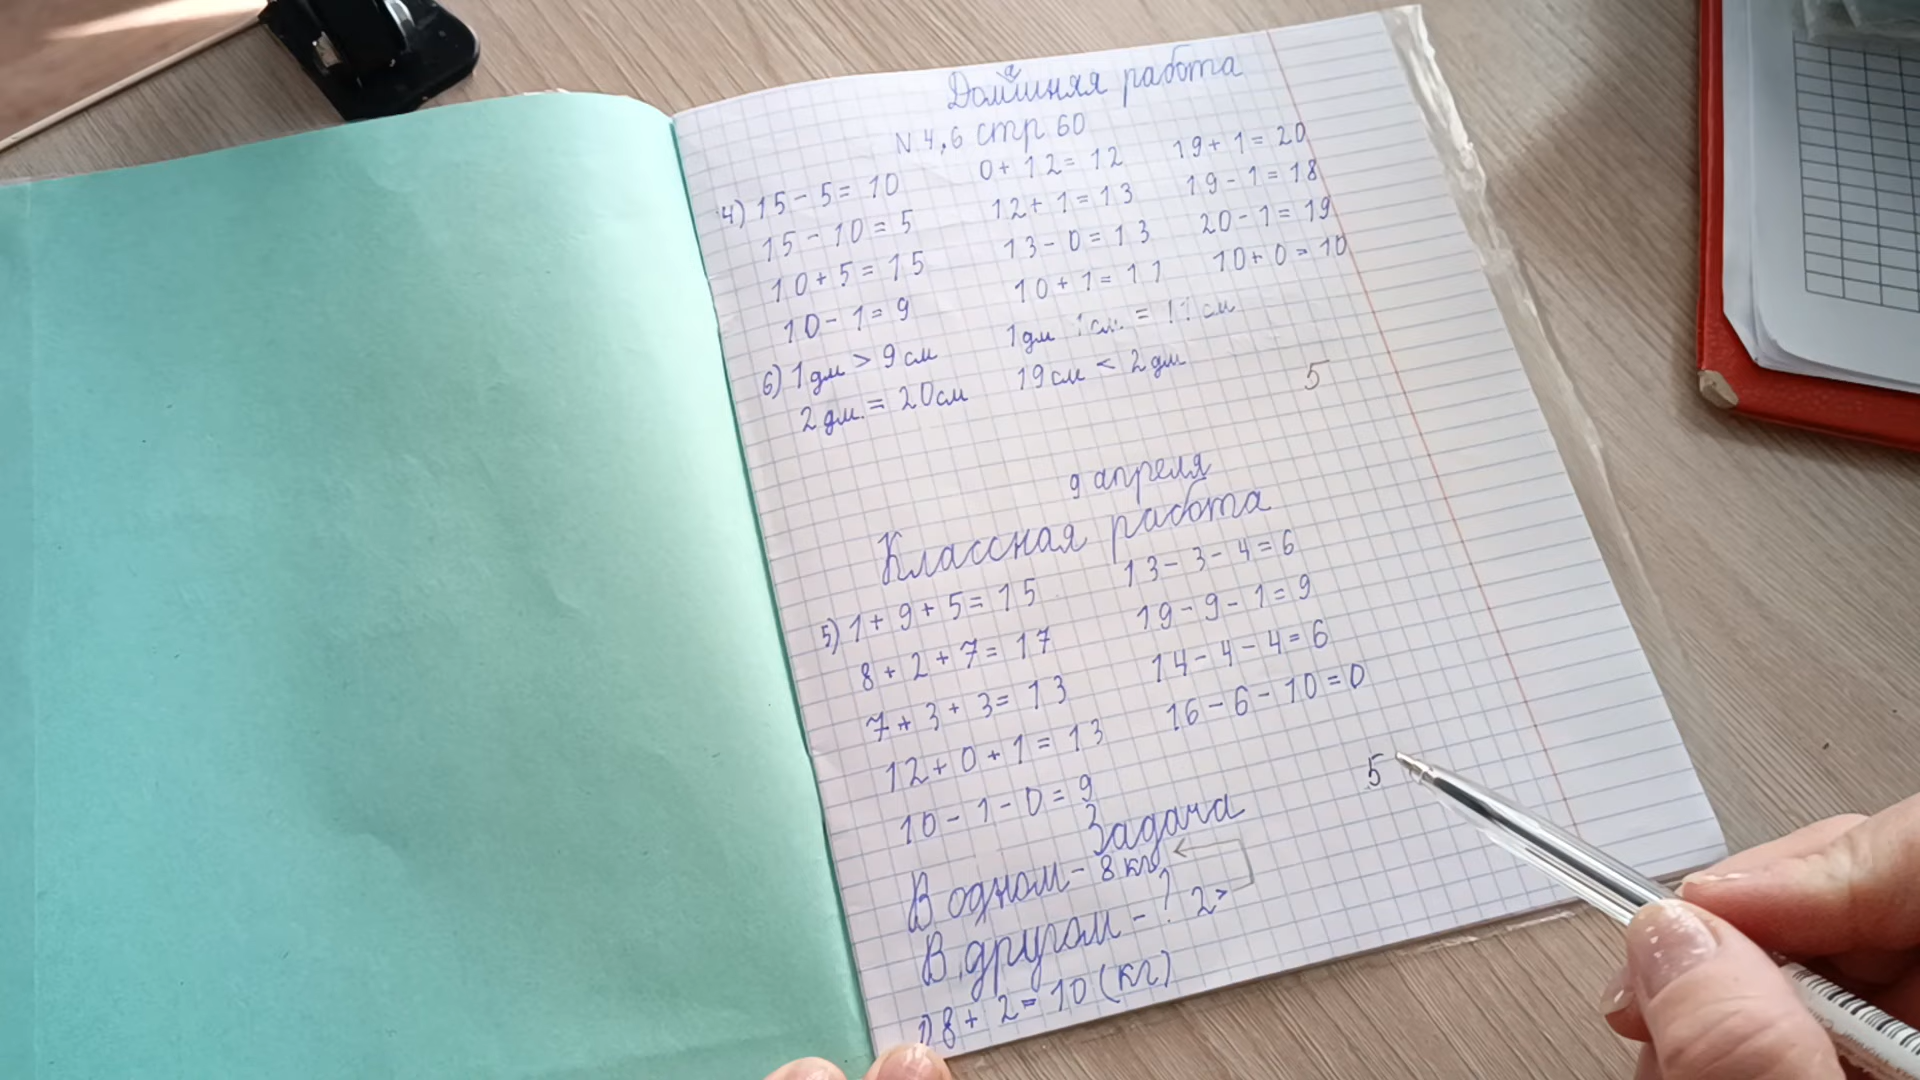 Домашняя работа
N 4,6 стр 60
4) 15 - 5 = 10 0 + 12 = 12 19 + 1 = 20
15 - 10 = 5 12 + 1 = 13 19 - 1 = 18
10 + 5 = 15 13 - 0 = 13 20 - 1 = 19
10 - 1 = 9 10 + 1 = 11 10 + 0 = 10
6) 1 дм > 9 см 1 дм 1 см. = 11 см
2 дм. = 20 см 19 см < 2 дм.
5
9 апреля
Классная работа
5) 1 + 9 + 5 = 15 13 - 3 - 4 = 6
8 + 2 + 7 = 17 19 - 9 - 1 = 9
7 + 3 + 3 = 13 14 - 4 - 4 = 6
12 + 0 + 1 = 13 16 - 6 - 10 = 0
10 - 1 - 0 = 9
5
Задача
В одном - 8 кг
В другом - ? 2 >
1) 8 + 2 = 10 (кг)